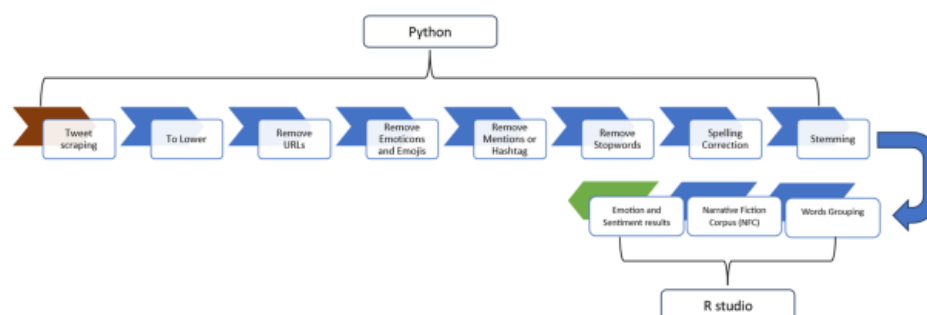 Python
Tweet
scraping
To Lower
Remove
URLs
Remove
Emoticons
and Emojis
Remove
Mentions or
Hashtag
Remove
Stopwords
Spelling
Correction
Stemming
Words Grouping
Narrative Fiction
Corpus (NFC)
Emotion and
Sentiment results
R studio